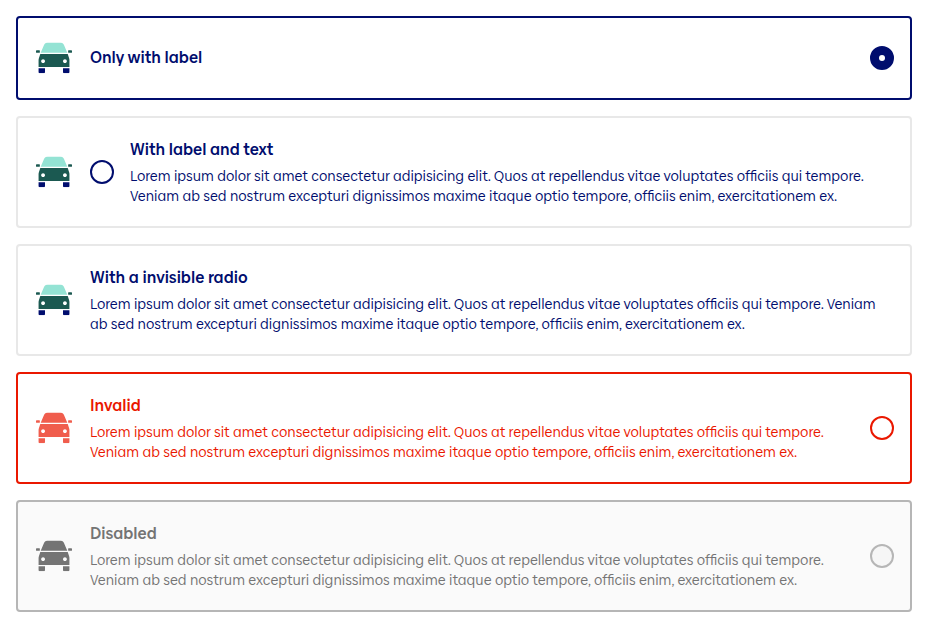 Only with label
With label and text
Lorem ipsum dolor sit amet consectetur adipisicing elit. Quos at repellendus vitae voluptates officiis qui tempore.
Veniam ab sed nostrum excepturi dignissimos maxime itaque optio tempore, officiis enim, exercitationem ex.
With a invisible radio
Lorem ipsum dolor sit amet consectetur adipisicing elit. Quos at repellendus vitae voluptates officiis qui tempore. Veniam
ab sed nostrum excepturi dignissimos maxime itaque optio tempore, officiis enim, exercitationem ex.
Invalid
Lorem ipsum dolor sit amet consectetur adipisicing elit. Quos at repellendus vitae voluptates officiis qui tempore.
Veniam ab sed nostrum excepturi dignissimos maxime itaque optio tempore, officiis enim, exercitationem ex.
Disabled
Lorem ipsum dolor sit amet consectetur adipisicing elit. Quos at repellendus vitae voluptates officiis qui tempore.
Veniam ab sed nostrum excepturi dignissimos maxime itaque optio tempore, officiis enim, exercitationem ex.